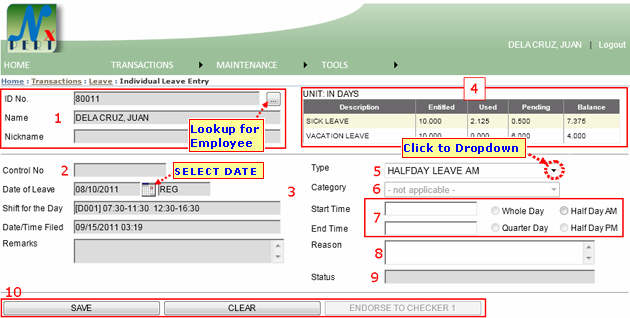 N x
PERT
DELA CRUZ, JUAN | Logout
HOME TRANSACTIONS MAINTENANCE TOOLS
Home : Transactions : Leave : Individual Leave Entry
ID No. 80011 ...
1 Name DELA CRUZ, JUAN
Nickname
Lookup for
Employee
4
UNIT: IN DAYS
Description Entitled Used Pending Balance
SICK LEAVE 10.000 2.125 0.500 7.375
VACATION LEAVE 10.000 0.000 6.000 4.000
Click to Dropdown
2 Control No
SELECT DATE
Date of Leave 08/10/2011 REG
3
Shift for the Day [D001] 07:30-11:30 12:30-16:30
Date/Time Filed 09/15/2011 03:19
Remarks
Type 5 HALFDAY LEAVE AM
Category 6 - not applicable -
7
Start Time Whole Day Half Day AM
End Time Quarter Day Half Day PM
Reason 8
Status 9
10
SAVE CLEAR ENDORSE TO CHECKER 1